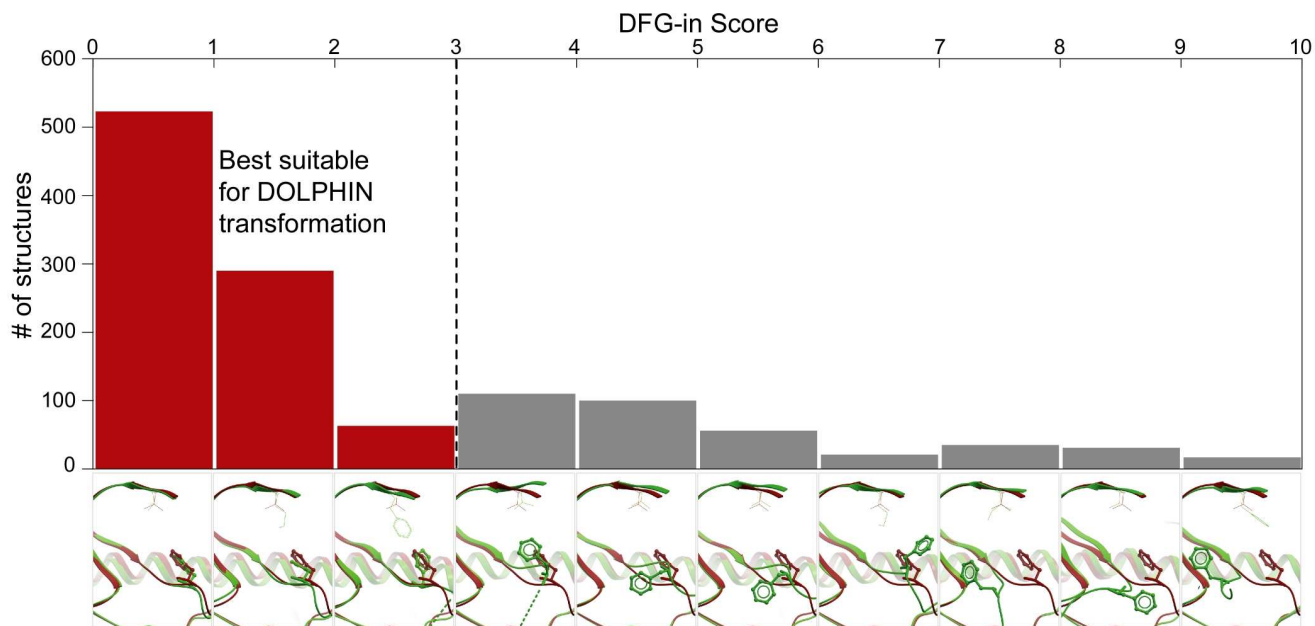 DFG-in Score
0 1 2 3 4 5 6 7 8 9 10
600
500
400
300
200
100
0
# of structures
Best suitable
for DOLPHIN
transformation